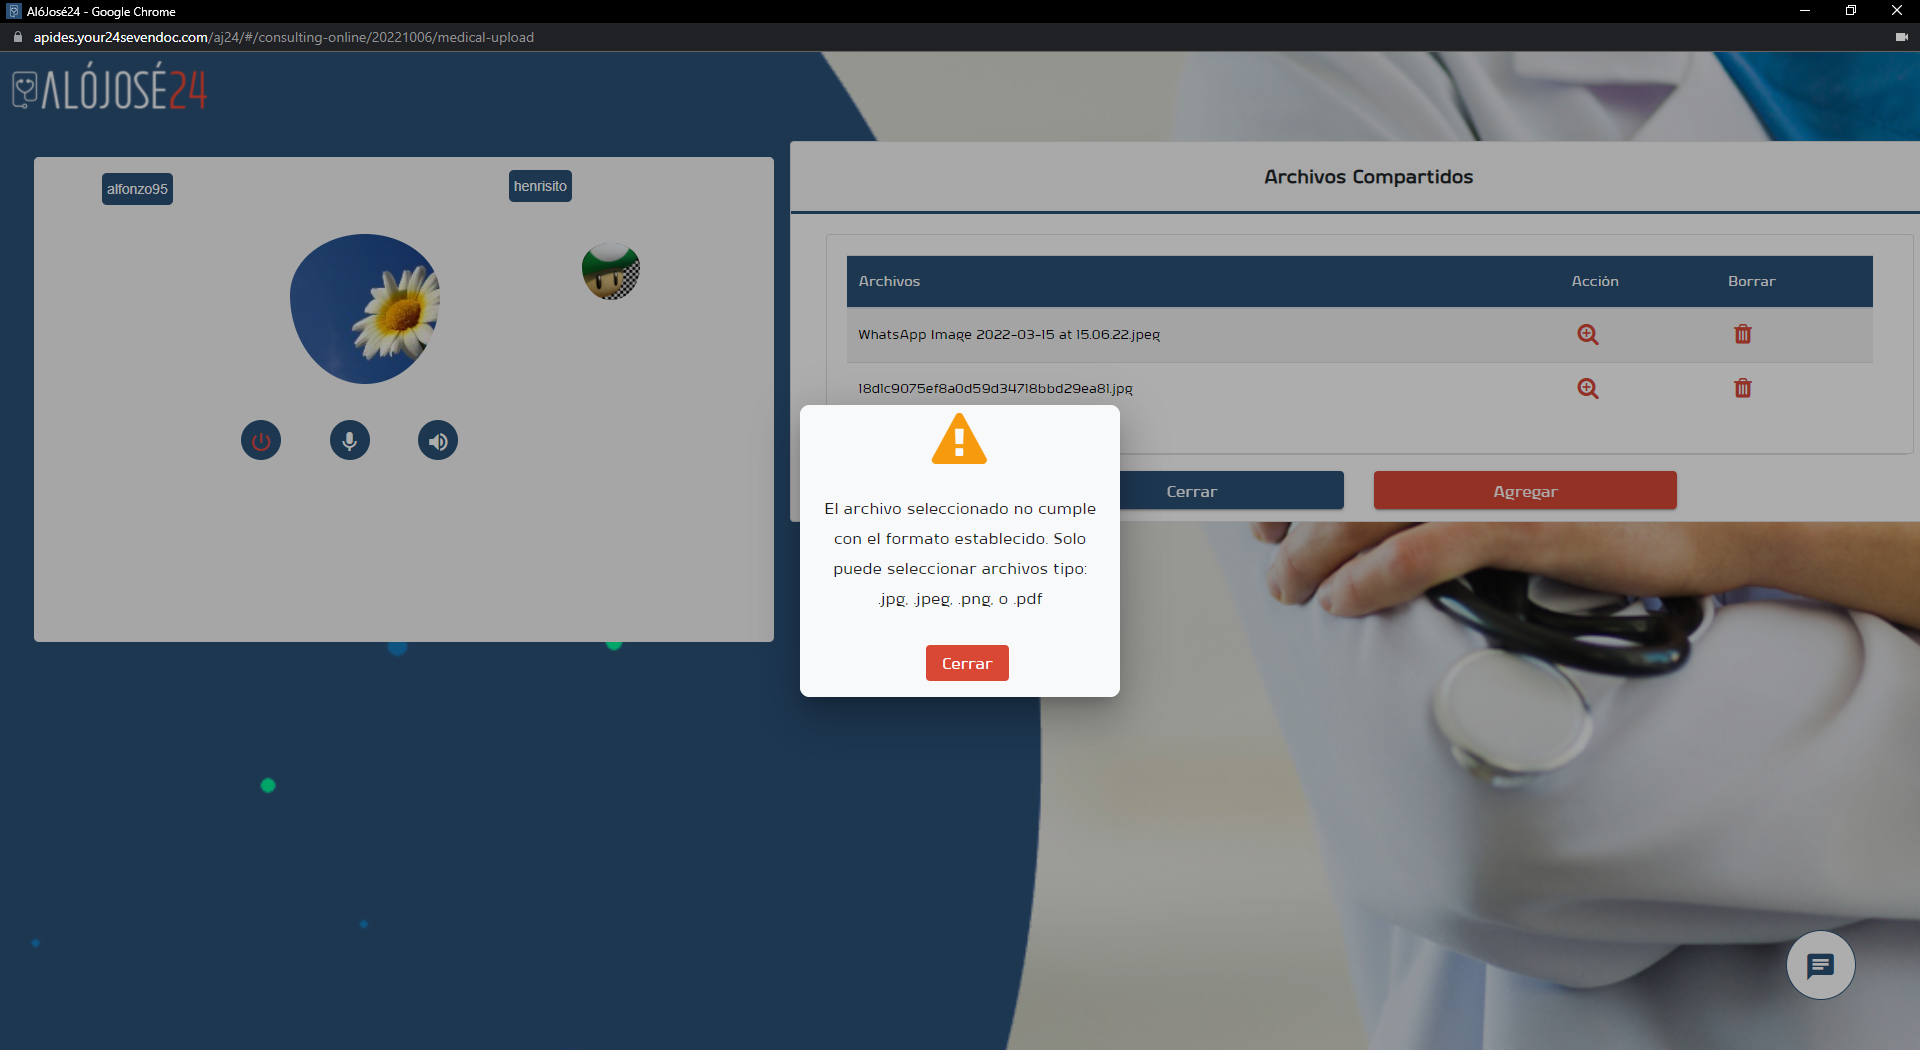 AlóJosé24 - Google Chrome
apides.your24sevendoc.com/aj24/#/consulting-online/20221006/medical-upload
ALÓJOSÉ24
alfonzo95
henrisito
Archivos Compartidos
Archivos Acción Borrar
WhatsApp Image 2022-03-15 at 15.06.22.jpeg
18d1c9075ef8a0d59d34718bbd29ea81.jpg
Cerrar
Agregar
El archivo seleccionado no cumple
con el formato establecido. Solo
puede seleccionar archivos tipo:
.jpg, .jpeg, .png, o .pdf
Cerrar